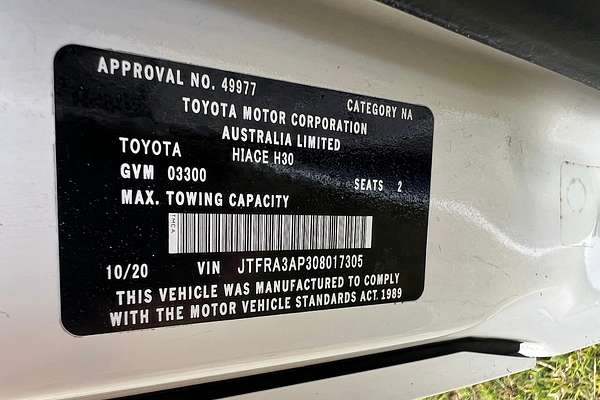 APPROVAL NO. 49977
CATEGORY NA
TOYOTA MOTOR CORPORATION
AUSTRALIA LIMITED
TOYOTA HIACE H30
GVM 03300 SEATS 2
MAX. TOWING CAPACITY
TMCA
10/20 VIN JTFRA3AP308017305
THIS VEHICLE WAS MANUFACTURED TO COMPLY
WITH THE MOTOR VEHICLE STANDARDS ACT. 1989